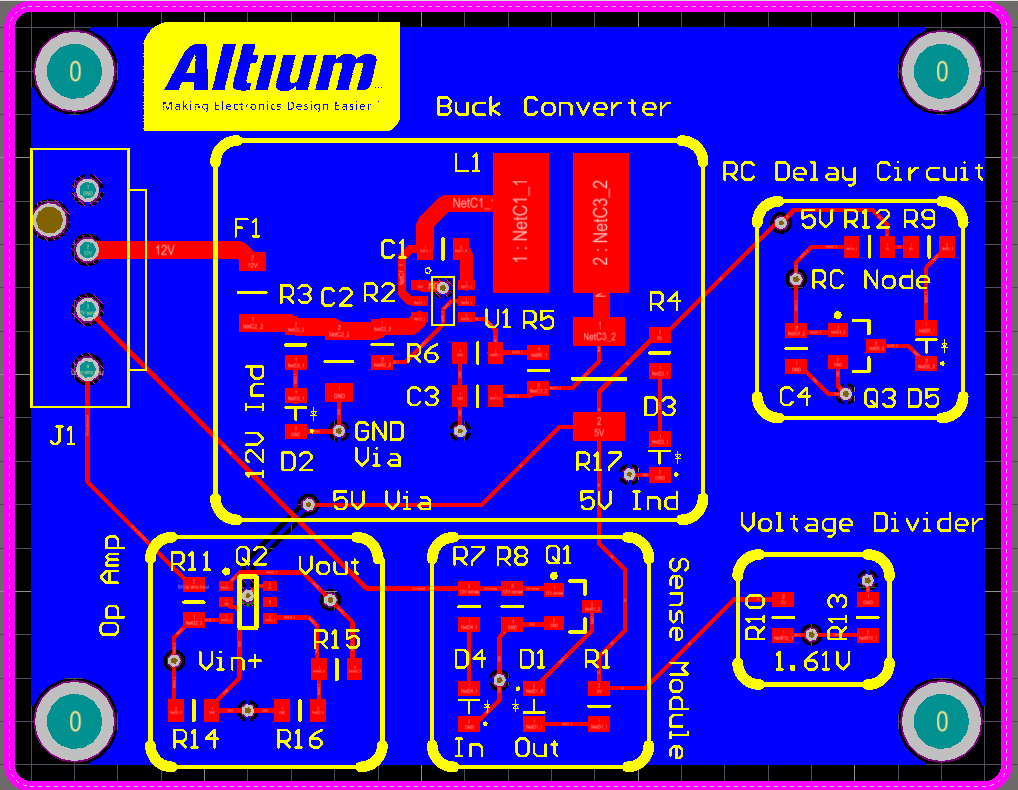 0
0
Altium
Making Electronics Design Easier
Buck Converter
L1
RC Delay Circuit
NetC1_1
1 : NetC1_1
2 : NetC3_2
5V R12 R9
F1
12V
C1
RC Node
R3 C2 R2
R4
U1 R5
NetC3_2
R6
C3
C4
Q3 D5
12V Ind
D3
2
5V
J1
GND
Via
D2
R17
5V Via
5V Ind
Voltage Divider
Op Amp
R11
Q2
Vout
R7 R8 Q1
Sense Module
R10
R13
R15
Vin+
D4
D1
R1
1.61V
R14
R16
In
Out
0
0